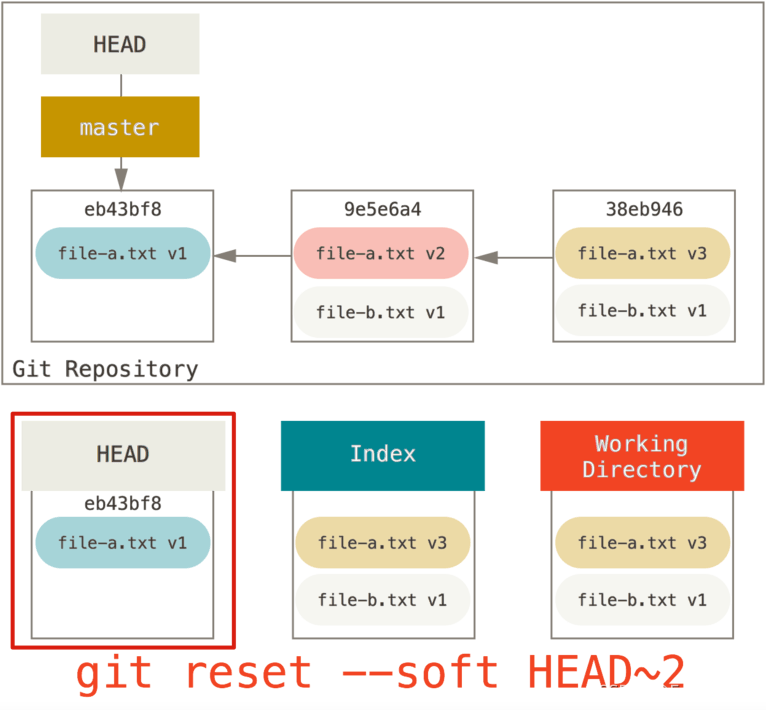 HEAD
master
eb43bf8
9e5e6a4
38eb946
file-a.txt v1
file-a.txt v2
file-a.txt v3
file-b.txt v1
file-b.txt v1
Git Repository
HEAD
Index
Working
Directory
eb43bf8
file-a.txt v1
file-a.txt v3
file-a.txt v3
file-b.txt v1
file-b.txt v1
git reset --soft HEAD~2